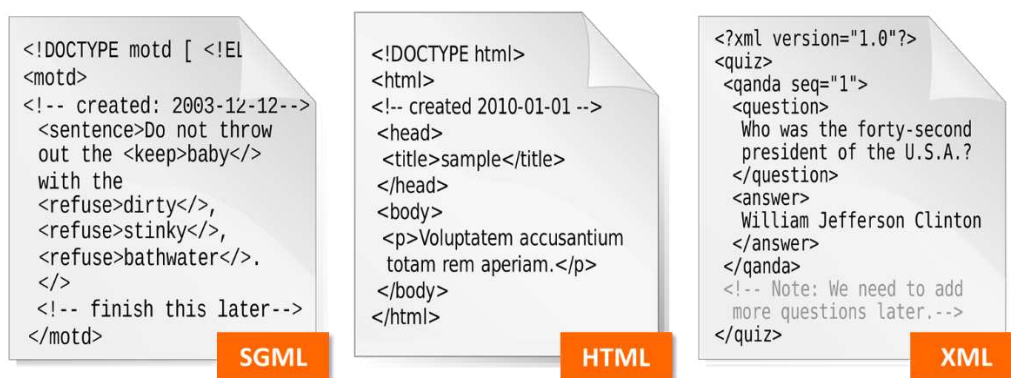 <!DOCTYPE motd [ <!EL
<motd>
<!-- created: 2003-12-12-->
<sentence>Do not throw
out the <keep>baby</>
with the
<refuse>dirty</>,
<refuse>stinky</>,
<refuse>bathwater</>.
</>
<!-- finish this later-->
</motd>
SGML
<!DOCTYPE html>
<html>
<!-- created 2010-01-01 -->
<head>
<title>sample</title>
</head>
<body>
<p>Voluptatem accusantium
totam rem aperiam.</p>
</body>
</html>
HTML
<?xml version="1.0"?>
<quiz>
<qanda seq="1">
<question>
Who was the forty-second
president of the U.S.A.?
</question>
<answer>
William Jefferson Clinton
</answer>
</qanda>
<!-- Note: We need to add
more questions later.-->
</quiz>
XML